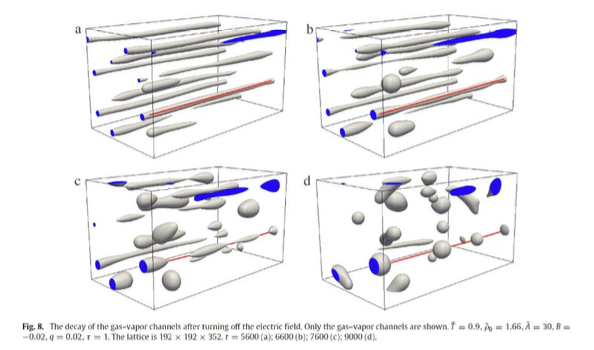 a
b
c
d
Fig. 8. The decay of the gas–vapor channels after turning off the electric field. Only the gas–vapor channels are shown. T̃ = 0.9, ρ̃₀ = 1.66, Ã = 30, B =
−0.02, q = 0.02, τ = 1. The lattice is 192 × 192 × 352. t = 5600 (a); 6600 (b); 7600 (c); 9000 (d).